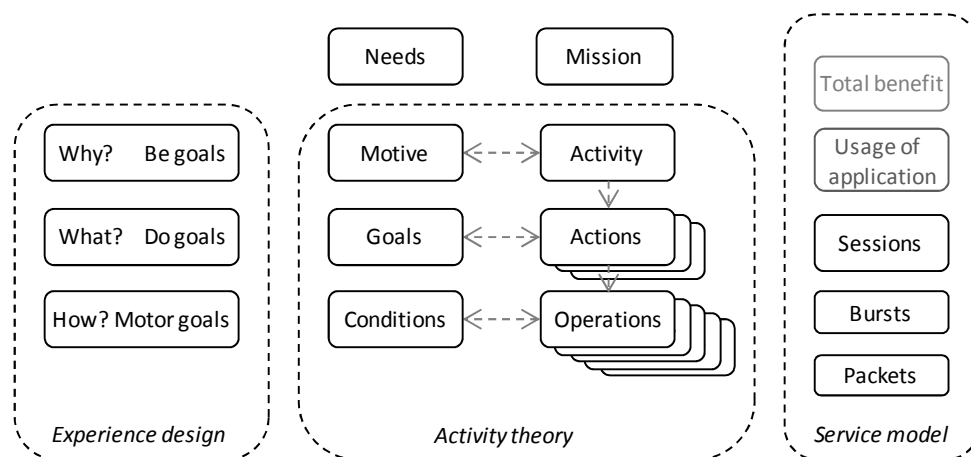 Needs
Mission
Why? Be goals
What? Do goals
How? Motor goals
Experience design
Motive
Activity
Goals
Actions
Conditions
Operations
Activity theory
Total benefit
Usage of
application
Sessions
Bursts
Packets
Service model